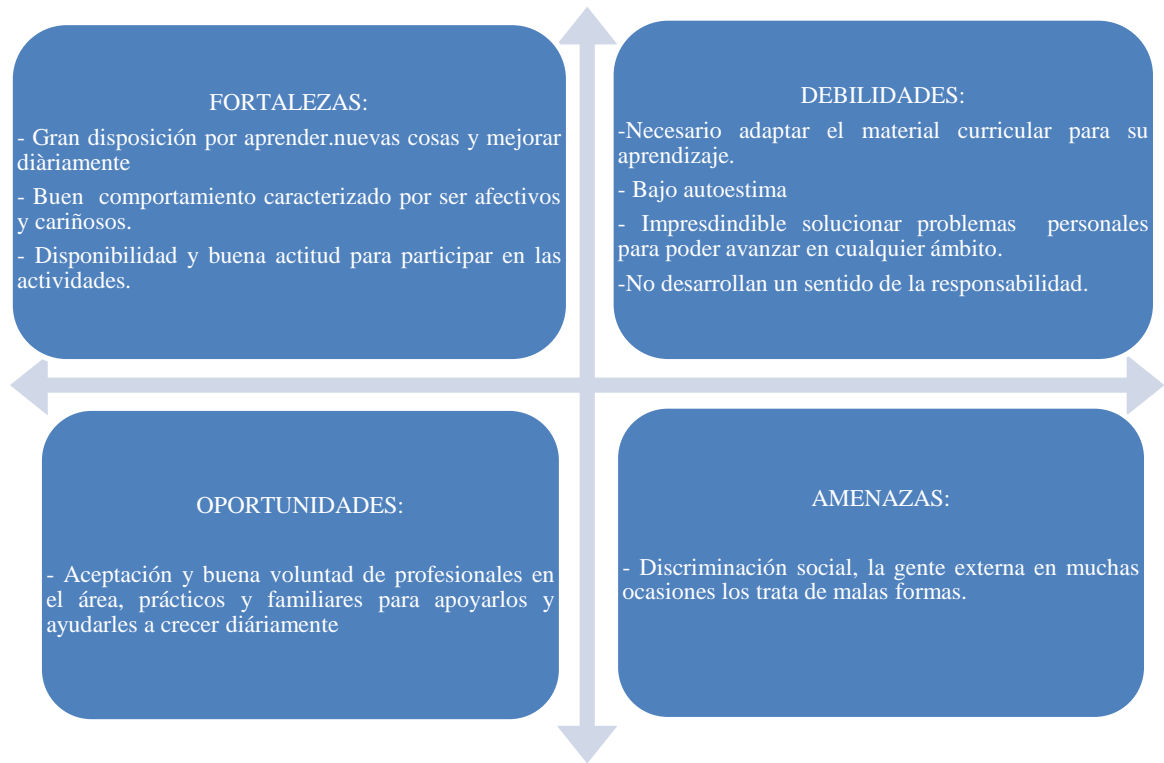 FORTALEZAS:
- Gran disposición por aprender.nuevas cosas y mejorar
diàriamente
- Buen comportamiento caracterizado por ser afectivos
y cariñosos.
- Disponibilidad y buena actitud para participar en las
actividades.
DEBILIDADES:
-Necesario adaptar el material curricular para su
aprendizaje.
- Bajo autoestima
- Impresdindible solucionar problemas personales
para poder avanzar en cualquier ámbito.
-No desarrollan un sentido de la responsabilidad.
OPORTUNIDADES:
- Aceptación y buena voluntad de profesionales en
el área, prácticos y familiares para apoyarlos y
ayudarles a crecer diáriamente
AMENAZAS:
- Discriminación social, la gente externa en muchas
ocasiones los trata de malas formas.